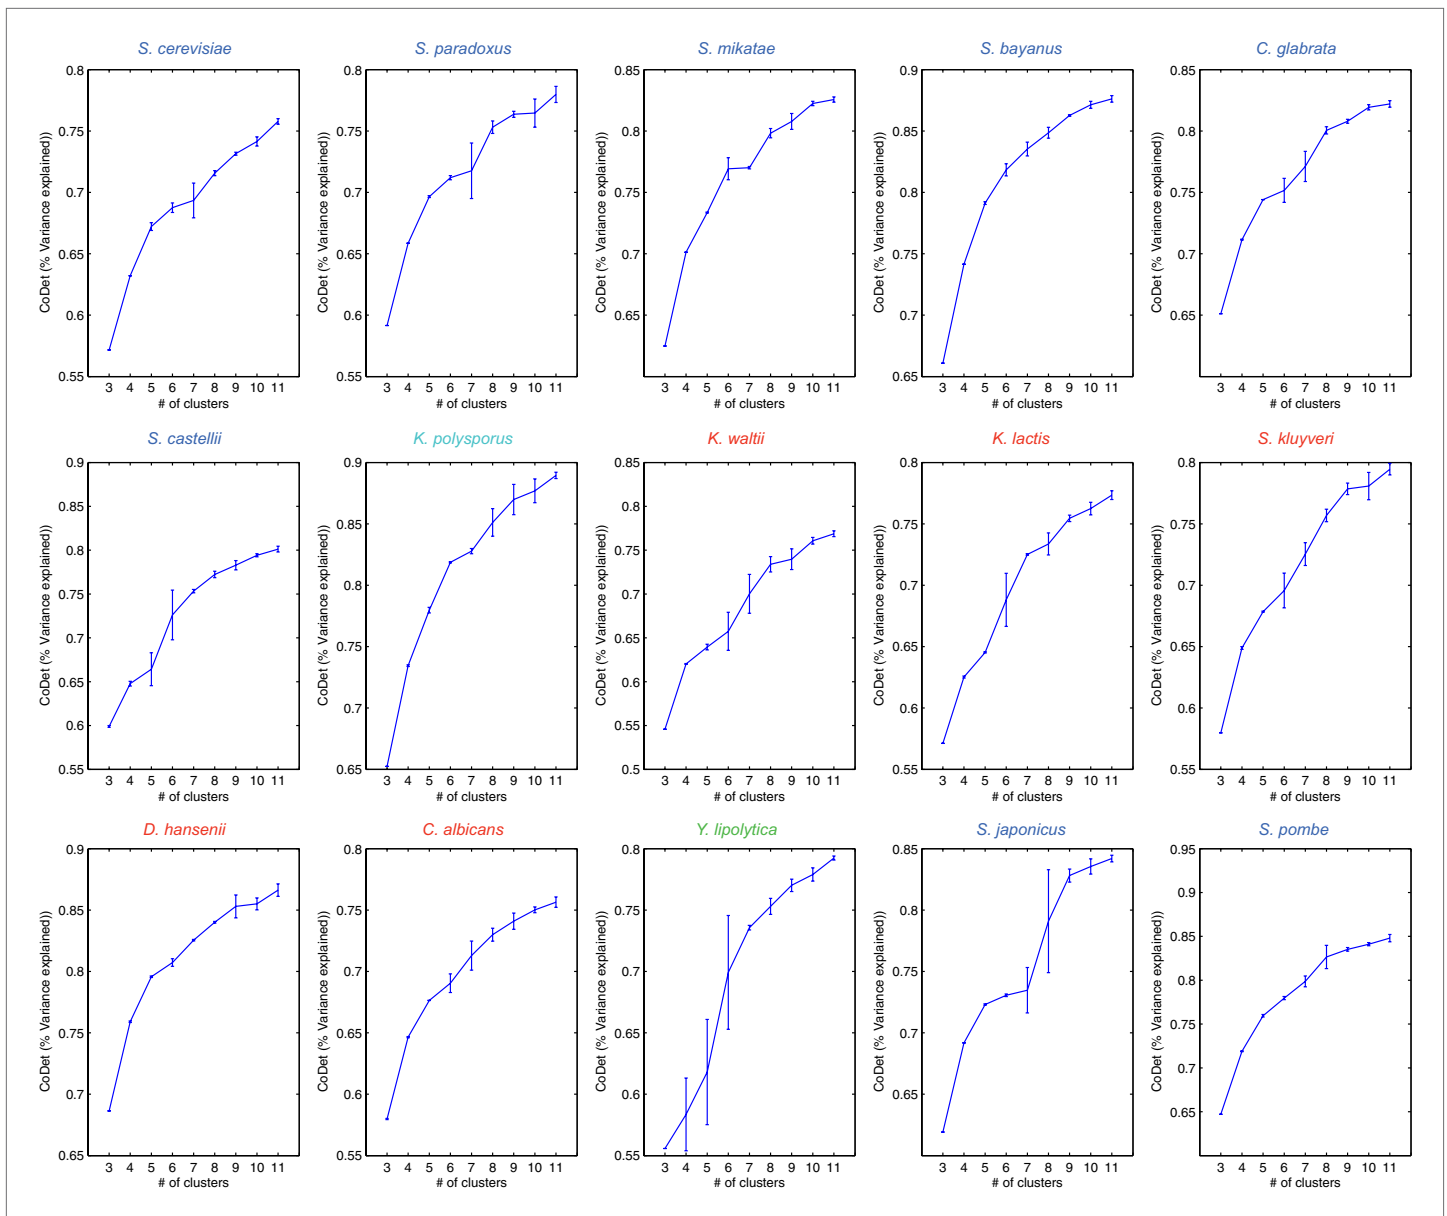 S. cerevisiae
S. paradoxus
S. mikatae
S. bayanus
C. glabrata
0.8
0.75
0.7
0.65
0.6
0.55
CoDet (% Variance explained))
3 4 5 6 7 8 9 10 11
# of clusters
0.8
0.75
0.7
0.65
0.6
0.55
CoDet (% Variance explained))
3 4 5 6 7 8 9 10 11
# of clusters
0.85
0.8
0.75
0.7
0.65
CoDet (% Variance explained))
3 4 5 6 7 8 9 10 11
# of clusters
0.9
0.85
0.8
0.75
0.7
0.65
CoDet (% Variance explained))
3 4 5 6 7 8 9 10 11
# of clusters
0.85
0.8
0.75
0.7
0.65
CoDet (% Variance explained))
3 4 5 6 7 8 9 10 11
# of clusters
S. castellii
K. polysporus
K. waltii
K. lactis
S. kluyveri
0.9
0.85
0.8
0.75
0.7
0.65
0.6
0.55
CoDet (% Variance explained))
3 4 5 6 7 8 9 10 11
# of clusters
0.9
0.85
0.8
0.75
0.7
0.65
CoDet (% Variance explained))
3 4 5 6 7 8 9 10 11
# of clusters
0.85
0.8
0.75
0.7
0.65
0.6
0.55
0.5
CoDet (% Variance explained))
3 4 5 6 7 8 9 10 11
# of clusters
0.8
0.75
0.7
0.65
0.6
0.55
CoDet (% Variance explained))
3 4 5 6 7 8 9 10 11
# of clusters
0.8
0.75
0.7
0.65
0.6
0.55
CoDet (% Variance explained))
3 4 5 6 7 8 9 10 11
# of clusters
D. hansenii
C. albicans
Y. lipolytica
S. japonicus
S. pombe
0.9
0.85
0.8
0.75
0.7
0.65
CoDet (% Variance explained))
3 4 5 6 7 8 9 10 11
# of clusters
0.8
0.75
0.7
0.65
0.6
0.55
CoDet (% Variance explained))
3 4 5 6 7 8 9 10 11
# of clusters
0.8
0.75
0.7
0.65
0.6
0.55
CoDet (% Variance explained))
3 4 5 6 7 8 9 10 11
# of clusters
0.85
0.8
0.75
0.7
0.65
CoDet (% Variance explained))
3 4 5 6 7 8 9 10 11
# of clusters
0.95
0.9
0.85
0.8
0.75
0.7
0.65
CoDet (% Variance explained))
3 4 5 6 7 8 9 10 11
# of clusters